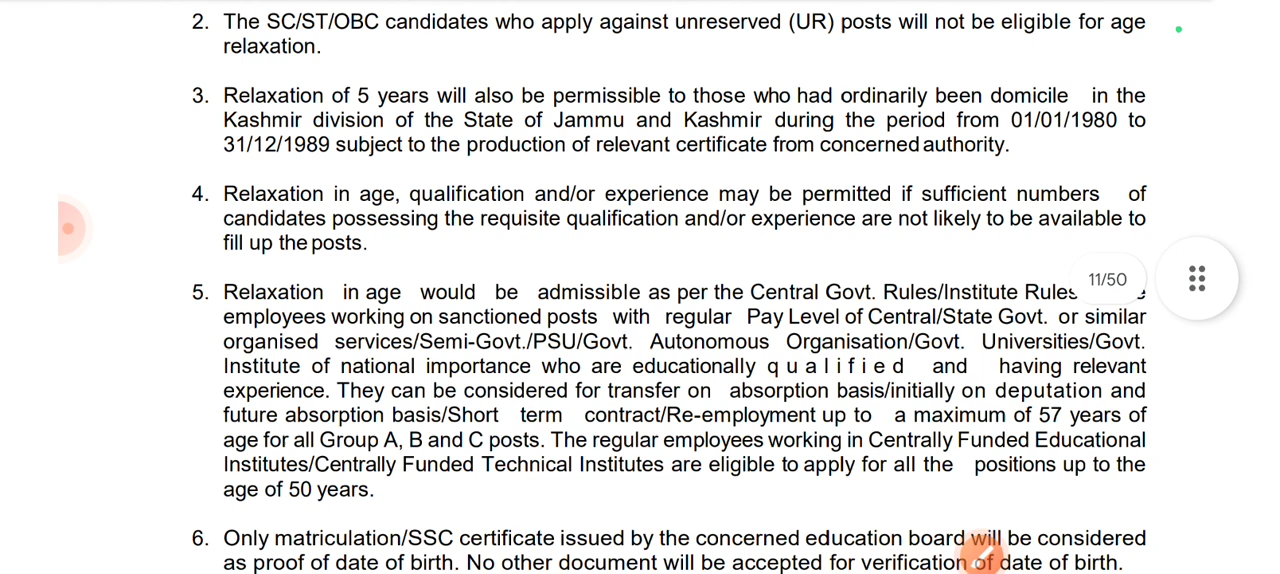 2. The SC/ST/OBC candidates who apply against unreserved (UR) posts will not be eligible for age
relaxation.
3. Relaxation of 5 years will also be permissible to those who had ordinarily been domicile in the
Kashmir division of the State of Jammu and Kashmir during the period from 01/01/1980 to
31/12/1989 subject to the production of relevant certificate from concerned authority.
4. Relaxation in age, qualification and/or experience may be permitted if sufficient numbers of
candidates possessing the requisite qualification and/or experience are not likely to be available to
fill up the posts.
11/50
5. Relaxation in age would be admissible as per the Central Govt. Rules/Institute Rules
employees working on sanctioned posts with regular Pay Level of Central/State Govt. or similar
organised services/Semi-Govt./PSU/Govt. Autonomous Organisation/Govt. Universities/Govt.
Institute of national importance who are educationally q u a l i f i e d and having relevant
experience. They can be considered for transfer on absorption basis/initially on deputation and
future absorption basis/Short term contract/Re-employment up to a maximum of 57 years of
age for all Group A, B and C posts. The regular employees working in Centrally Funded Educational
Institutes/Centrally Funded Technical Institutes are eligible to apply for all the positions up to the
age of 50 years.
6. Only matriculation/SSC certificate issued by the concerned education board will be considered
as proof of date of birth. No other document will be accepted for verification of date of birth.